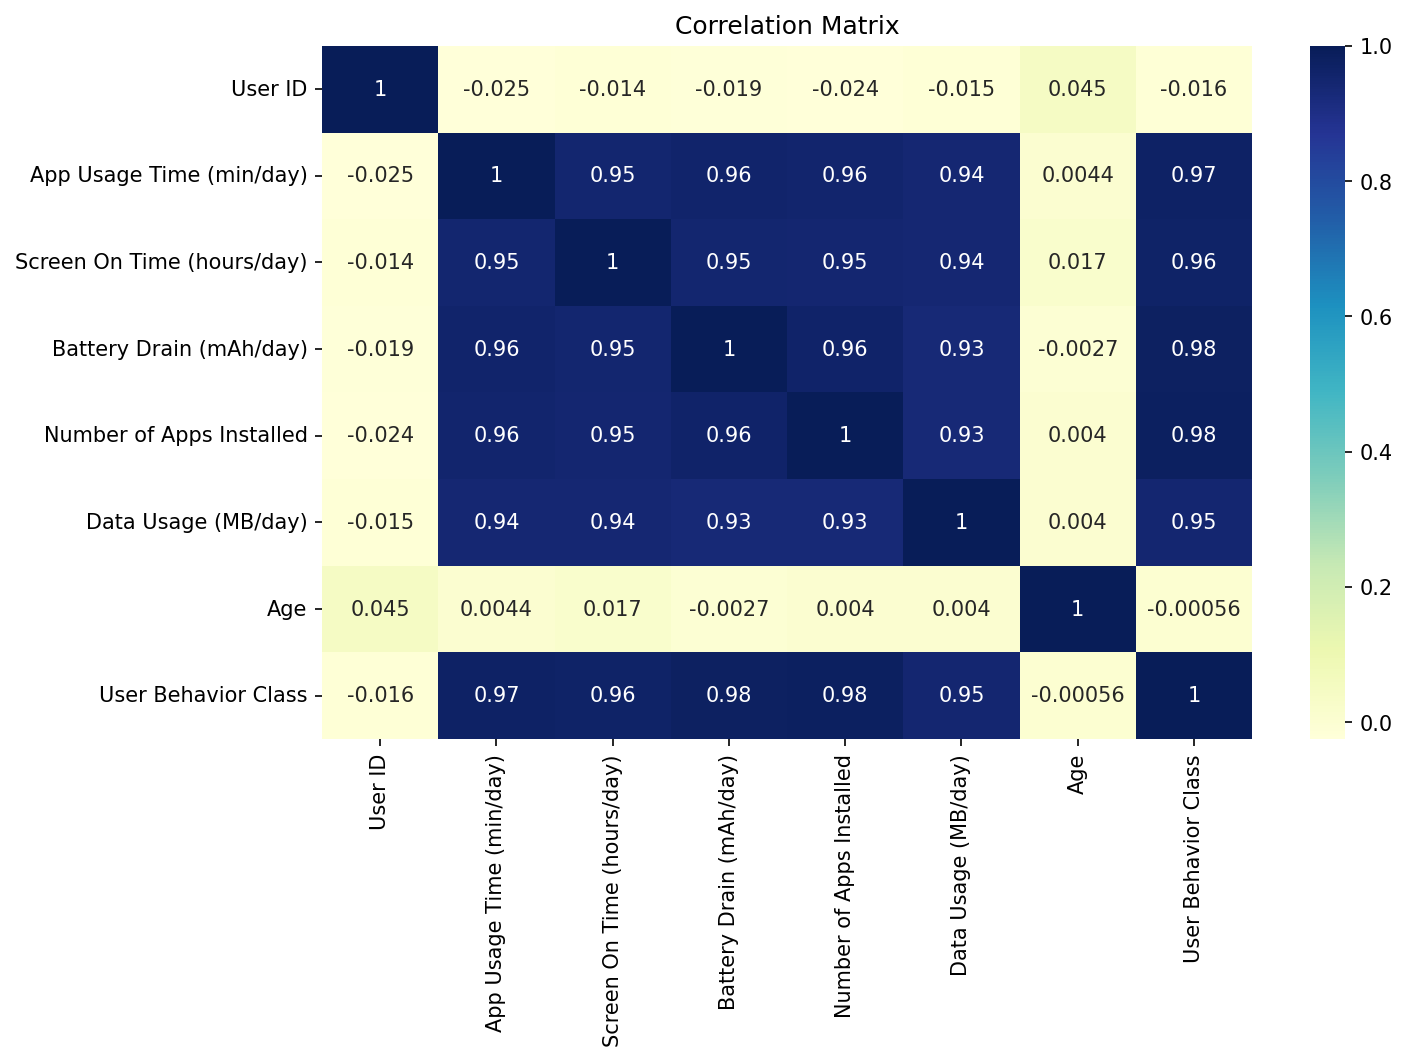 Correlation Matrix
User ID 1 -0.025 -0.014 -0.019 -0.024 -0.015 0.045 -0.016
App Usage Time (min/day) -0.025 1 0.95 0.96 0.96 0.94 0.0044 0.97
Screen On Time (hours/day) -0.014 0.95 1 0.95 0.95 0.94 0.017 0.96
Battery Drain (mAh/day) -0.019 0.96 0.95 1 0.96 0.93 -0.0027 0.98
Number of Apps Installed -0.024 0.96 0.95 0.96 1 0.93 0.004 0.98
Data Usage (MB/day) -0.015 0.94 0.94 0.93 0.93 1 0.004 0.95
Age 0.045 0.0044 0.017 -0.0027 0.004 0.004 1 -0.00056
User Behavior Class -0.016 0.97 0.96 0.98 0.98 0.95 -0.00056 1
User ID
App Usage Time (min/day)
Screen On Time (hours/day)
Battery Drain (mAh/day)
Number of Apps Installed
Data Usage (MB/day)
Age
User Behavior Class
1.0
0.8
0.6
0.4
0.2
0.0